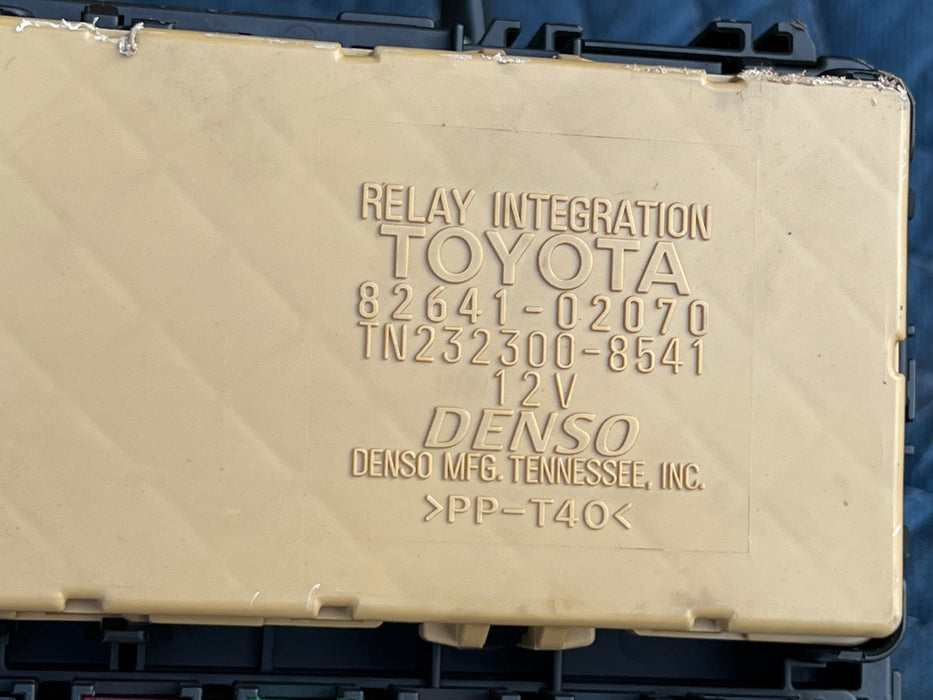 RELAY INTEGRATION
TOYOTA
82641-02070
TN232300-8541
12V
DENSO
DENSO MFG. TENNESSEE, INC.
>PP-T40<